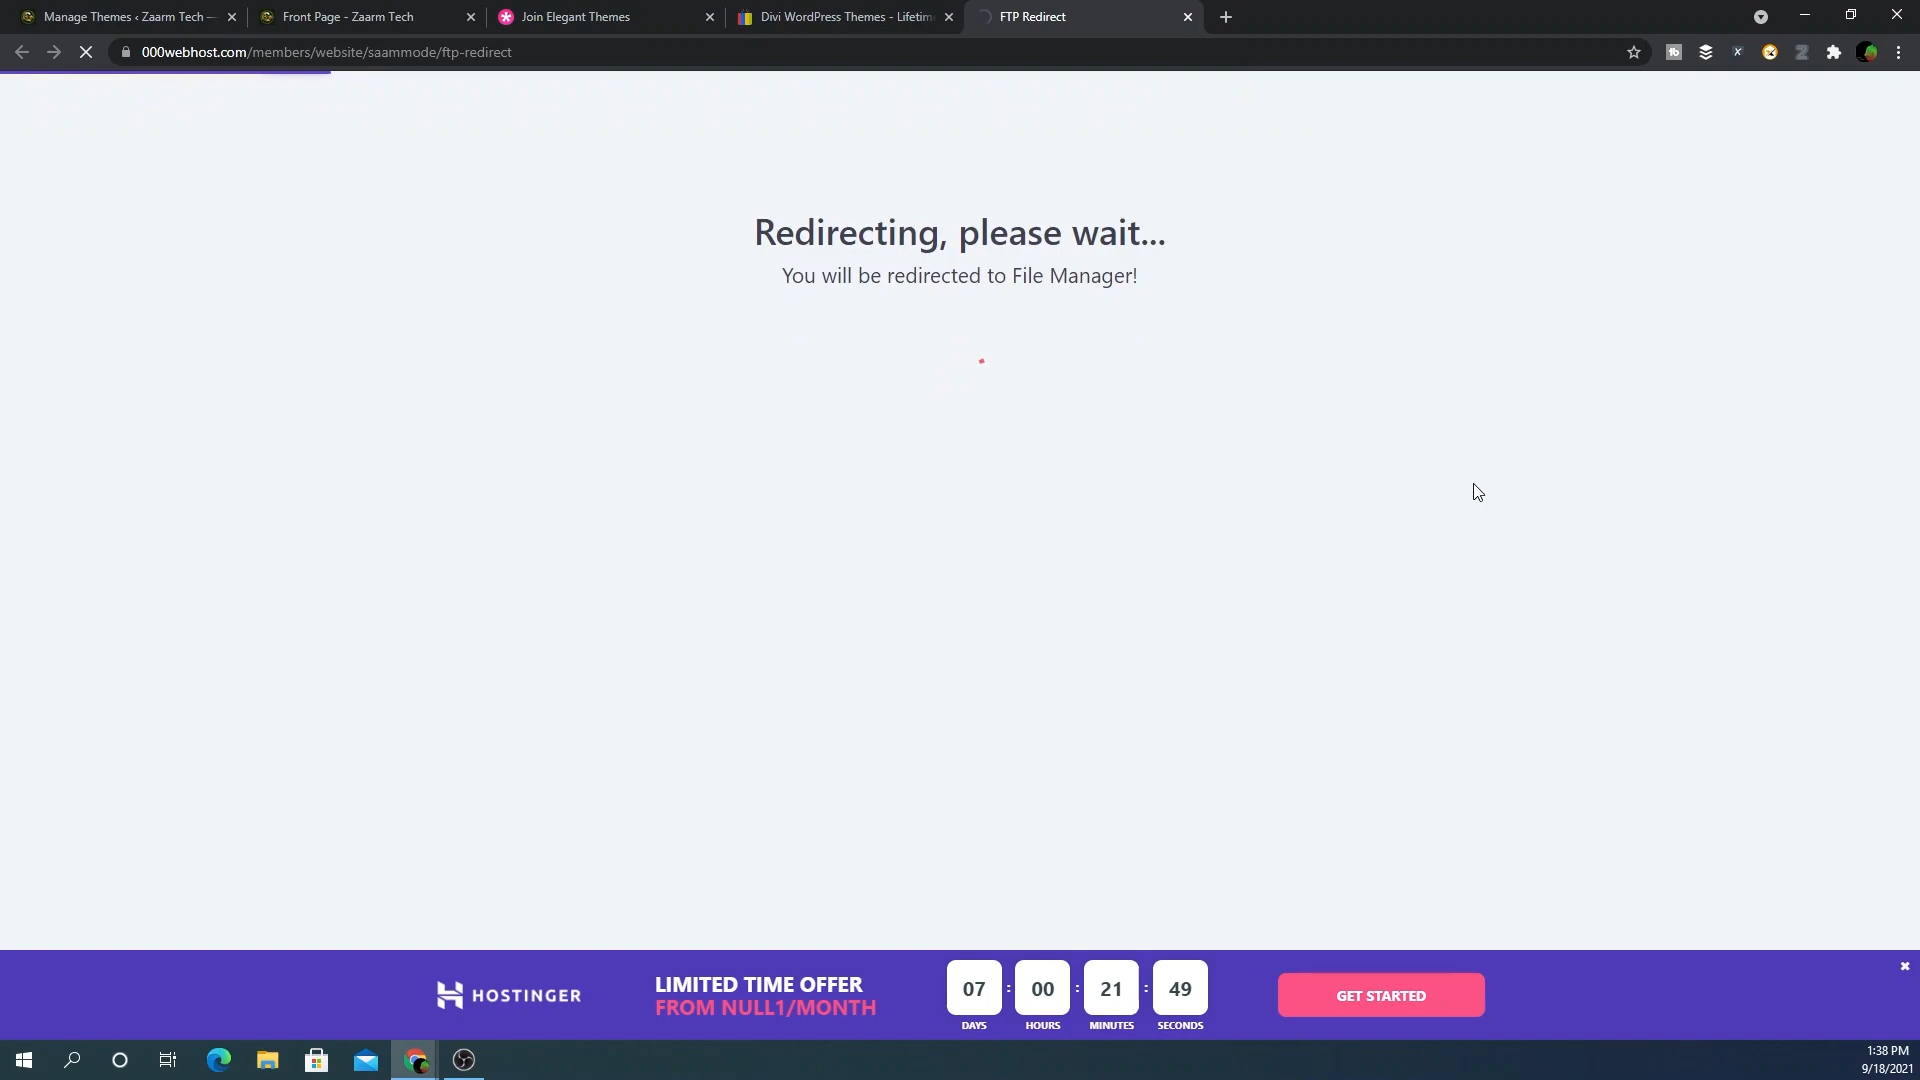 Manage Themes ‹ Zaarm Tech —
Front Page - Zaarm Tech
Join Elegant Themes
Divi WordPress Themes - Lifetim
FTP Redirect
000webhost.com/members/website/saammode/ftp-redirect
Redirecting, please wait...
You will be redirected to File Manager!
HOSTINGER
LIMITED TIME OFFER
FROM NULL1/MONTH
07 : 00 : 21 : 49
DAYS HOURS MINUTES SECONDS
GET STARTED
1:38 PM
9/18/2021